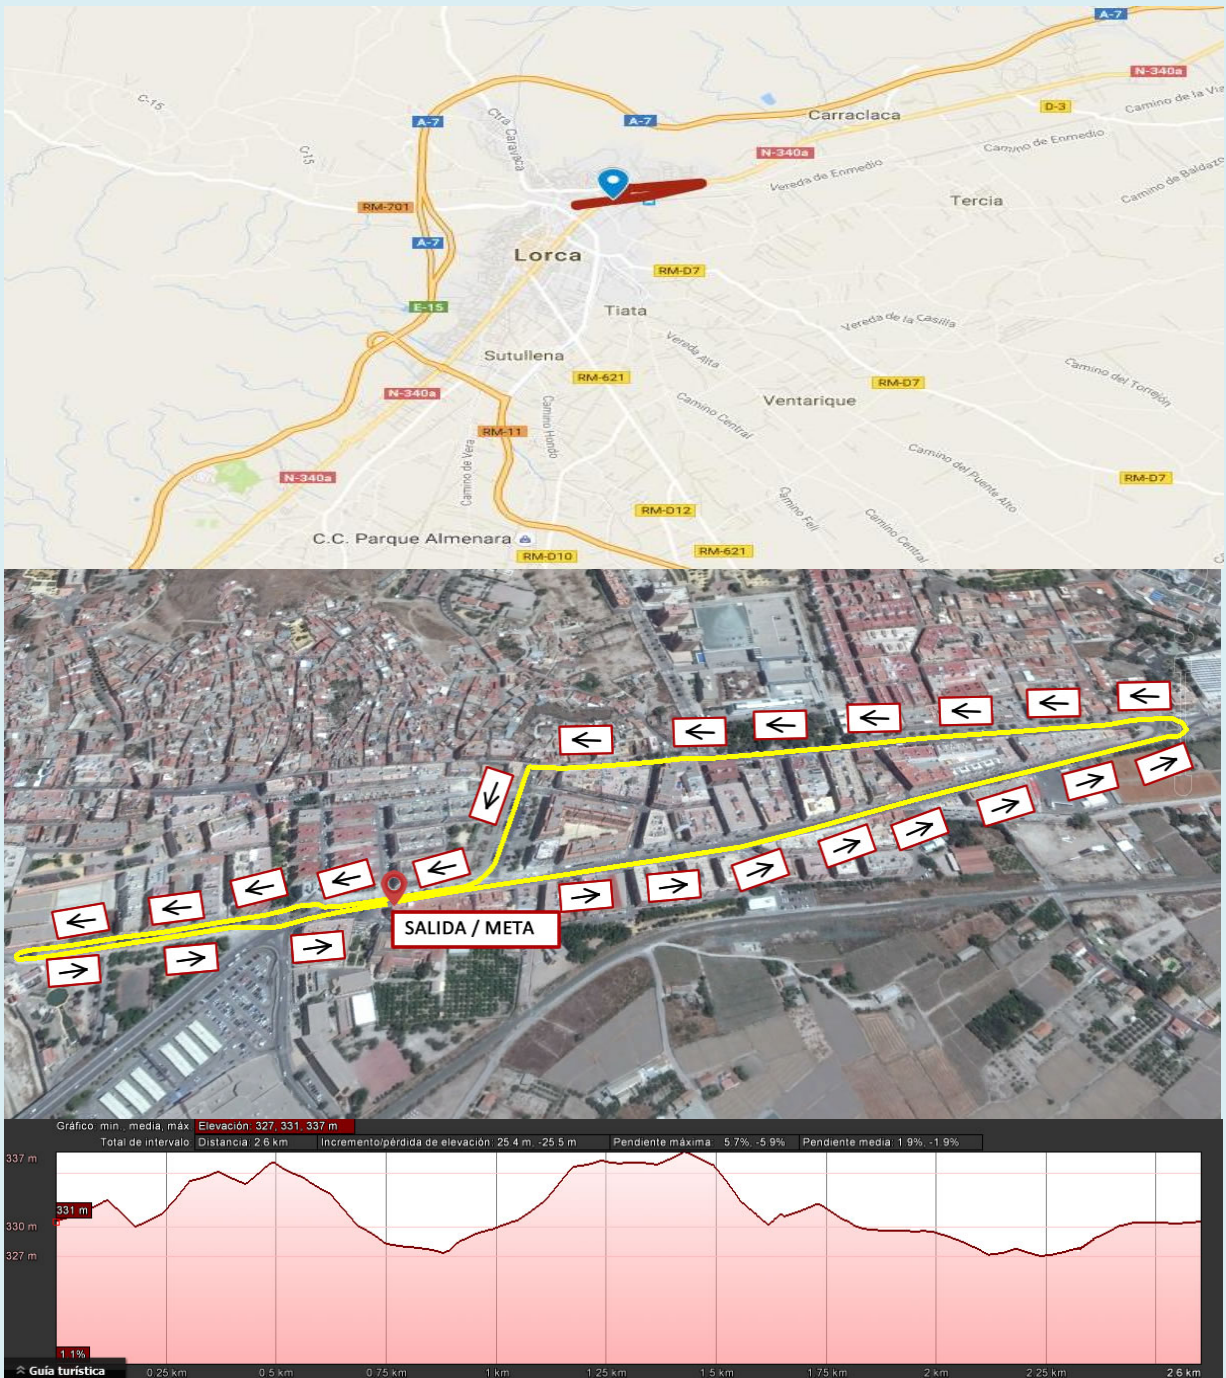 A-7
N-340a
C-15
Ctra. Caravaca
A-7
A-7
D-3
Camino de la Vía
Carraclaca
C-15
N-340a
Camino de Enmedio
Vereda de Enmedio
Camino de Baldazo
RM-701
Tercia
A-7
Lorca
RM-D7
E-15
Tiata
Vereda de la Casilla
Vereda Alta
Sutullena
RM-621
RM-D7
Camino del Torrejón
N-340a
Camino Hondo
Camino Central
Ventarique
RM-11
Camino de Vera
Camino del Puente Alto
N-340a
RM-D7
Camino Feli
RM-D12
Camino Central
C.C. Parque Almenara
RM-D10
RM-621
SALIDA / META
Gráfico: min., media, máx Elevación: 327, 331, 337 m
Total de intervalo: Distancia: 2.6 km Incremento/pérdida de elevación: 25.4 m, -25.5 m Pendiente máxima: 5.7%, -5.9% Pendiente media: 1.9%, -1.9%
337 m
331 m
330 m
327 m
1.1%
Guía turística 0.25 km 0.5 km 0.75 km 1 km 1.25 km 1.5 km 1.75 km 2 km 2.25 km 2.6 km